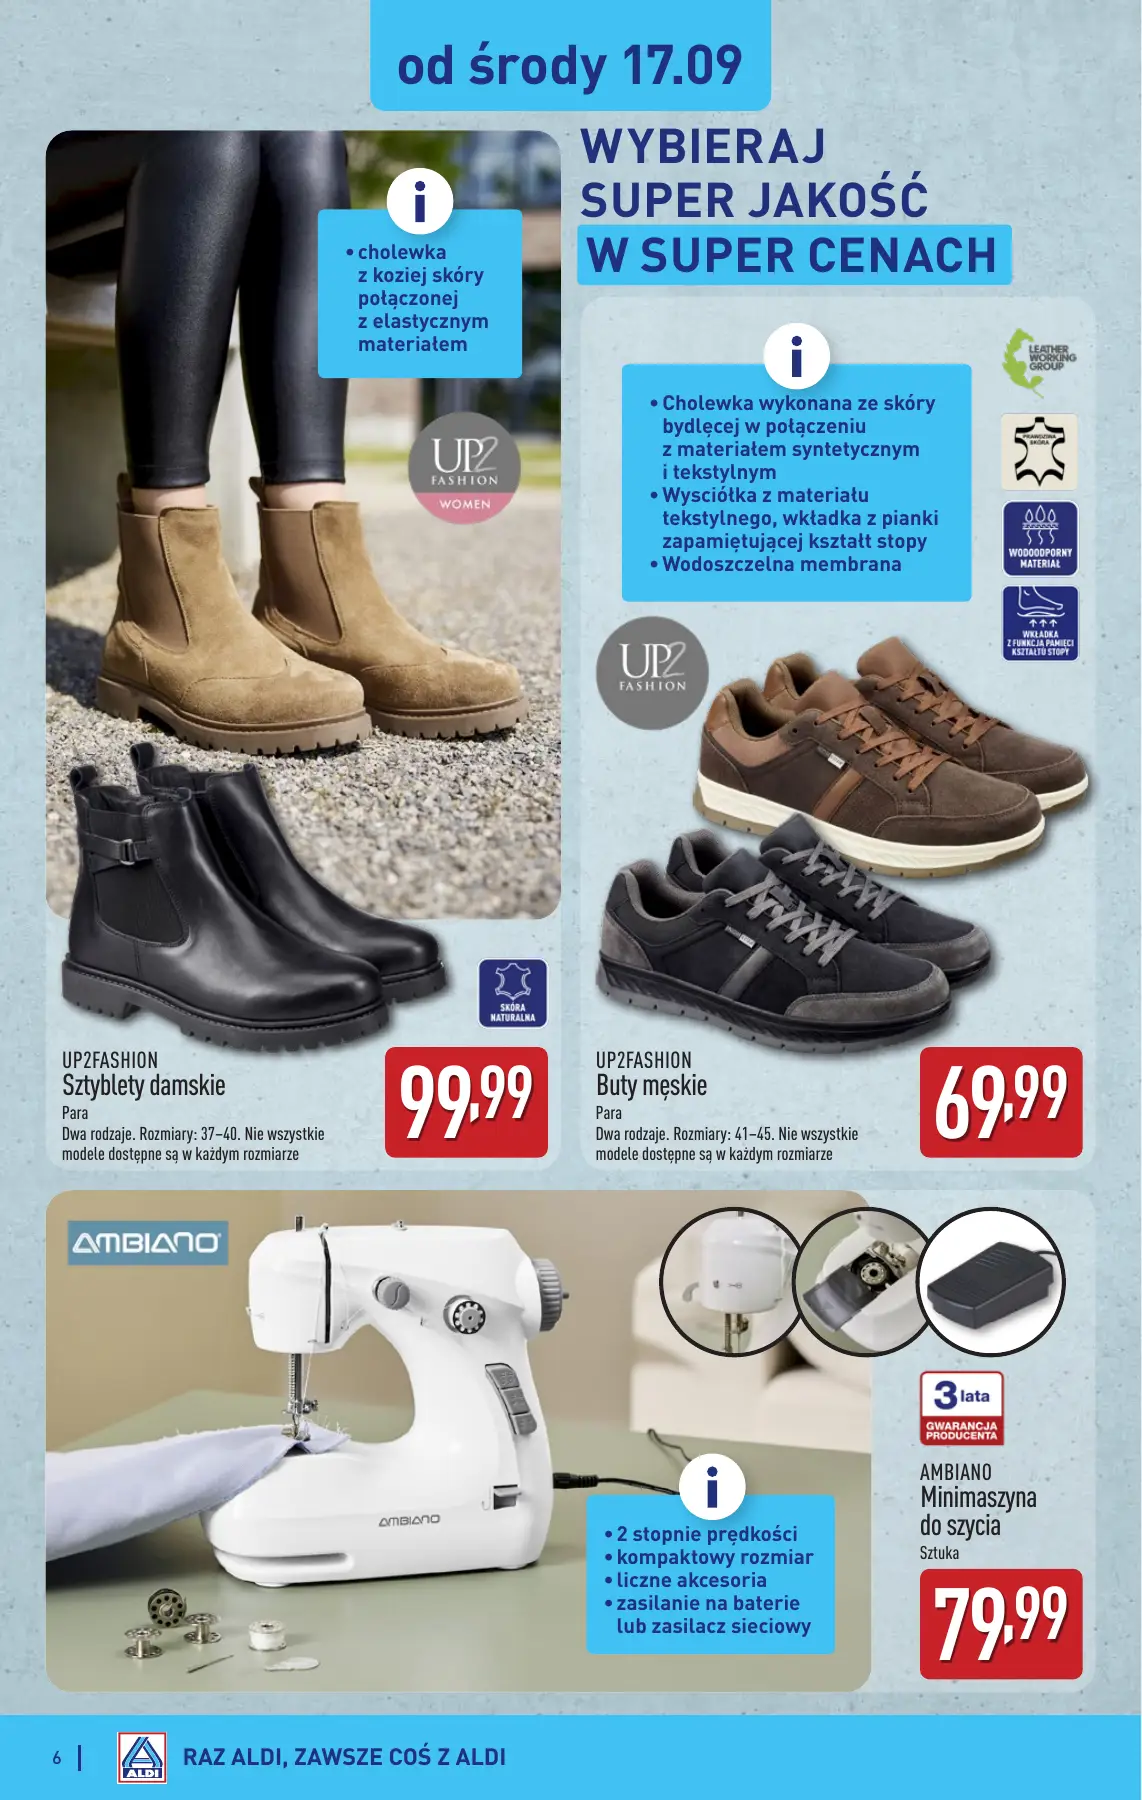 od środy 17.09
WYBIERAJ
SUPER JAKOŚĆ
W SUPER CENACH
i
• cholewka
z koziej skóry
połączonej
z elastycznym
materiałem
UP2
FASHION
WOMEN
i
• Cholewka wykonana ze skóry
bydlęcej w połączeniu
z materiałem syntetycznym
i tekstylnym
• Wysciółka z materiału
tekstylnego, wkładka z pianki
zapamiętującej kształt stopy
• Wodoszczelna membrana
LEATHER
WORKING
GROUP
PRAWDZIWA
SKÓRA
WODOODPORNY
MATERIAŁ
WKŁADKA
Z FUNKCJĄ PAMIĘCI
KSZTAŁTU STOPY
UP2
FASHION
SKÓRA
NATURALNA
UP2FASHION
Sztyblety damskie
Para
Dwa rodzaje. Rozmiary: 37–40. Nie wszystkie
modele dostępne są w każdym rozmiarze
99,99
UP2FASHION
Buty męskie
Para
Dwa rodzaje. Rozmiary: 41–45. Nie wszystkie
modele dostępne są w każdym rozmiarze
69,99
AMBIANO
AMBIANO
i
• 2 stopnie prędkości
• kompaktowy rozmiar
• liczne akcesoria
• zasilanie na baterie
lub zasilacz sieciowy
3 lata
GWARANCJA
PRODUCENTA
AMBIANO
Minimaszyna
do szycia
Sztuka
79,99
6
ALDI
RAZ ALDI, ZAWSZE COŚ Z ALDI